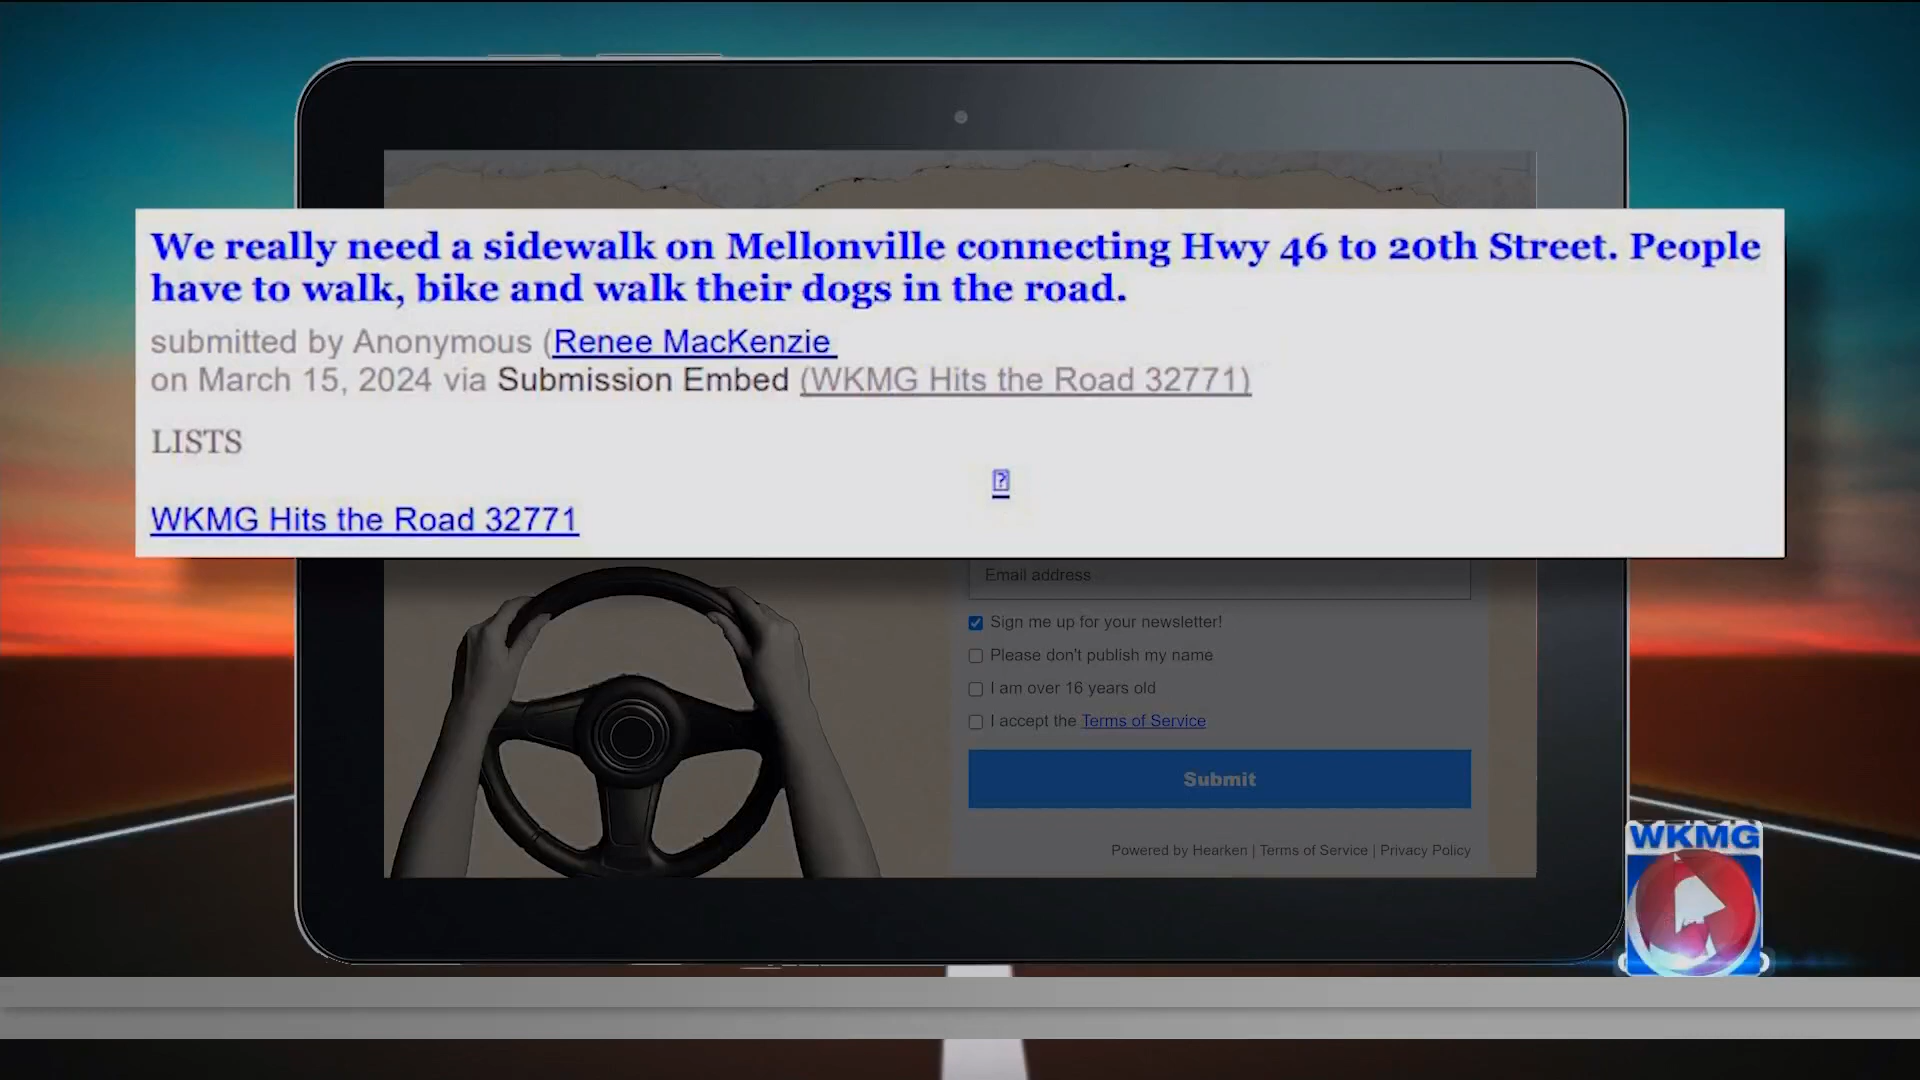 We really need a sidewalk on Mellonville connecting Hwy 46 to 20th Street. People
have to walk, bike and walk their dogs in the road.
submitted by Anonymous (Renee MacKenzie
on March 15, 2024 via Submission Embed (WKMG Hits the Road 32771)
LISTS
WKMG Hits the Road 32771
Email address
Sign me up for your newsletter!
Please don't publish my name
I am over 16 years old
I accept the Terms of Service
Submit
Powered by Hearken | Terms of Service | Privacy Policy
WKMG